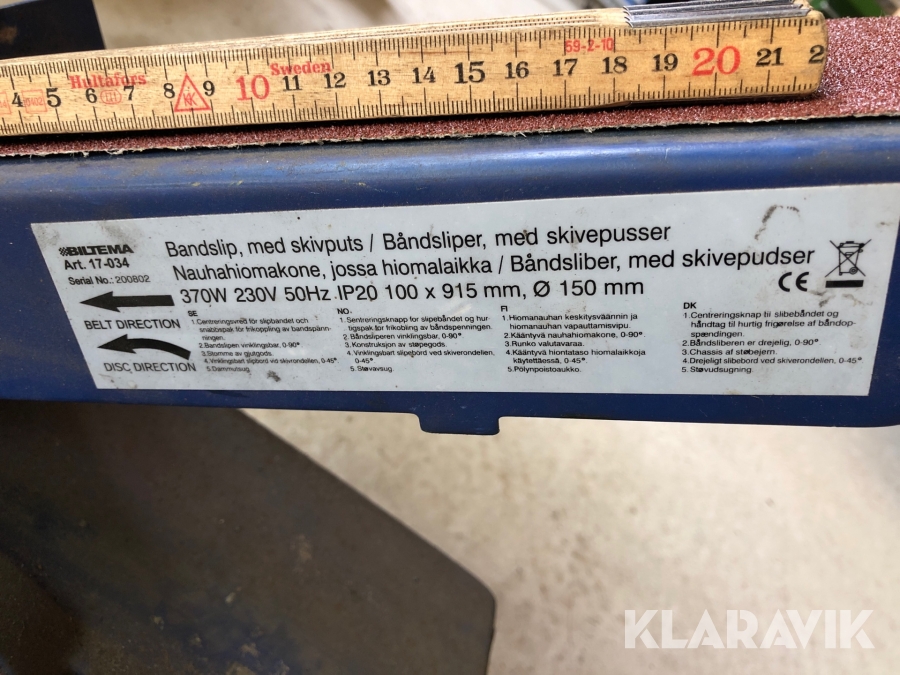 4 5 6 7 8 9 10 11 12 13 14 15 16 17 18 19 20 21
Hultafors
Sweden
59-2-10
BILTEMA
Art. 17-034
Serial No.: 200802
BELT DIRECTION
DISC DIRECTION
Bandslip, med skivputs / Båndsliper, med skivepusser
Nauhahiomakone, jossa hiomalaikka / Båndsliber, med skivepudser
370W 230V 50Hz IP20 100 x 915 mm, Ø 150 mm
CE
SE
1.Centreringsvred för slipbandet och
snabbspak för frikoppling av bandspänn-
ingen.
2.Bandslipen vinklingsbar, 0-90°
3.Stomme av gjutgods.
4.Vinklingsbart slipbord vid skivrondellen,
0-45°
5.Dammutsug.
NO
1.Sentreringsknapp for slipebåndet og hur-
tigspak for frikobling av båndspenningen.
2.Båndsliperen vinklingsbar, 0-90°
3.Konstruksjon av støpegods.
4.Vinklingsbart slipebord ved skiverondellen,
0-45°
5.Støvavsug.
FI
1.Hiomanauhan keskitysväännin ja
hiomanauhan vapauttamisvipu.
2.Kääntyvä nauhahiomakone, 0-90°
3.Runko valutavaraa.
4.Kääntyvä hiontataso hiomalaikkoja
käytettäessä, 0-45°
5.Pölynpoistoaukko.
DK
1.Centreringsknap til slibebåndet og
håndtag til hurtig frigørelse af båndop-
spændingen.
2.Båndsliberen er drejelig, 0-90°
3.Chassis af støbejern.
4.Drejeligt slibebord ved skiverondellen, 0-45°
5.Støvudsugning.
KLARAVIK